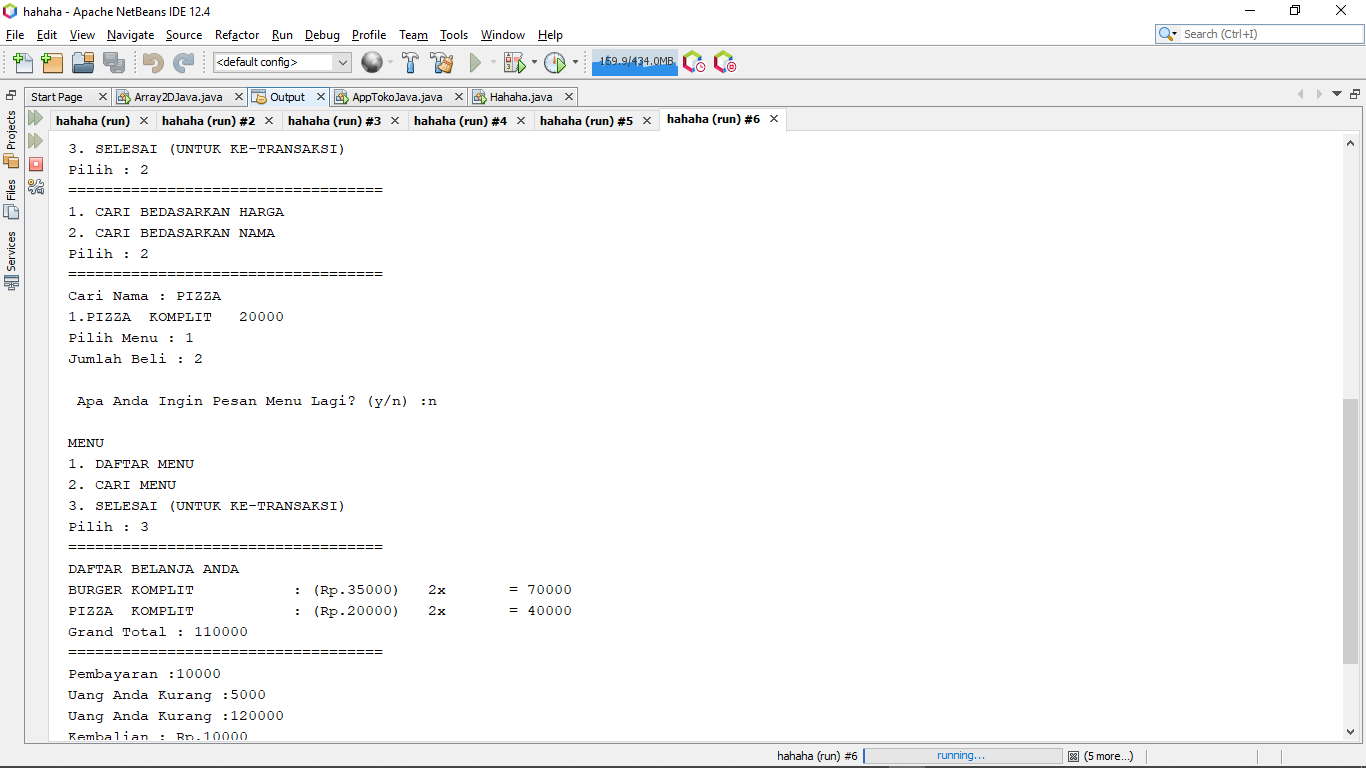 hahaha - Apache NetBeans IDE 12.4
File Edit View Navigate Source Refactor Run Debug Profile Team Tools Window Help
Search (Ctrl+I)
<default config>
159.9/434.0MB
Start Page Array2DJava.java Output AppTokoJava.java Hahaha.java
hahaha (run) hahaha (run) #2 hahaha (run) #3 hahaha (run) #4 hahaha (run) #5 hahaha (run) #6
Projects
Files
Services
3. SELESAI (UNTUK KE-TRANSAKSI)
Pilih : 2
===================================
1. CARI BEDASARKAN HARGA
2. CARI BEDASARKAN NAMA
Pilih : 2
===================================
Cari Nama : PIZZA
1.PIZZA  KOMPLIT   20000
Pilih Menu : 1
Jumlah Beli : 2
Apa Anda Ingin Pesan Menu Lagi? (y/n) :n
MENU
1. DAFTAR MENU
2. CARI MENU
3. SELESAI (UNTUK KE-TRANSAKSI)
Pilih : 3
===================================
DAFTAR BELANJA ANDA
BURGER KOMPLIT           : (Rp.35000)   2x       = 70000
PIZZA  KOMPLIT           : (Rp.20000)   2x       = 40000
Grand Total : 110000
===================================
Pembayaran :10000
Uang Anda Kurang :5000
Uang Anda Kurang :120000
Kembalian : Rp.10000
hahaha (run) #6 running... (5 more...)